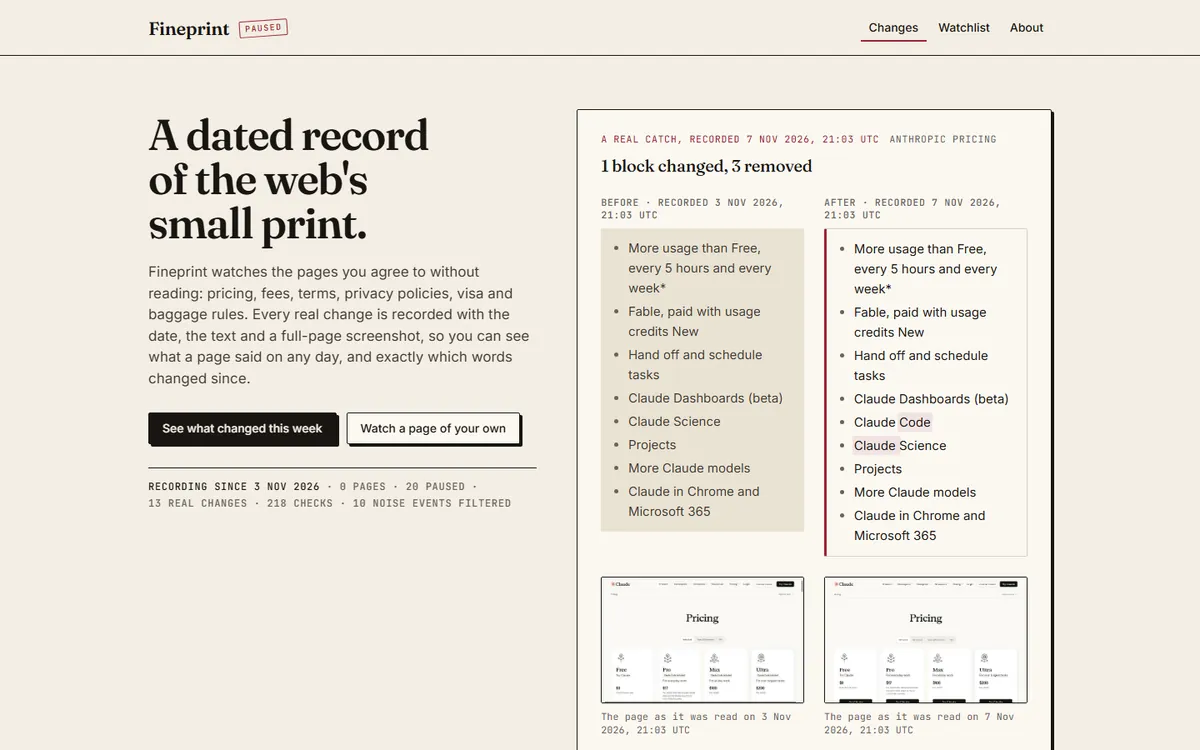 Fineprint PAUSED
Changes Watchlist About
A dated record
of the web's
small print.
Fineprint watches the pages you agree to without
reading: pricing, fees, terms, privacy policies, visa and
baggage rules. Every real change is recorded with the
date, the text and a full-page screenshot, so you can see
what a page said on any day, and exactly which words
changed since.
See what changed this week
Watch a page of your own
RECORDING SINCE 3 NOV 2026 · 0 PAGES · 20 PAUSED ·
13 REAL CHANGES · 218 CHECKS · 10 NOISE EVENTS FILTERED
A REAL CATCH, RECORDED 7 NOV 2026, 21:03 UTC ANTHROPIC PRICING
1 block changed, 3 removed
BEFORE · RECORDED 3 NOV 2026,
21:03 UTC
More usage than Free,
every 5 hours and every
week*
Fable, paid with usage
credits New
Hand off and schedule
tasks
Claude Dashboards (beta)
Claude Science
Projects
More Claude models
Claude in Chrome and
Microsoft 365
AFTER · RECORDED 7 NOV 2026,
21:03 UTC
More usage than Free,
every 5 hours and every
week*
Fable, paid with usage
credits New
Hand off and schedule
tasks
Claude Dashboards (beta)
Claude Code
Claude Science
Projects
More Claude models
Claude in Chrome and
Microsoft 365
Claude
Pricing
Free
Pro
Max
Ultra
The page as it was read on 3 Nov
2026, 21:03 UTC
Claude
Pricing
Free
Pro
Max
Ultra
The page as it was read on 7 Nov
2026, 21:03 UTC